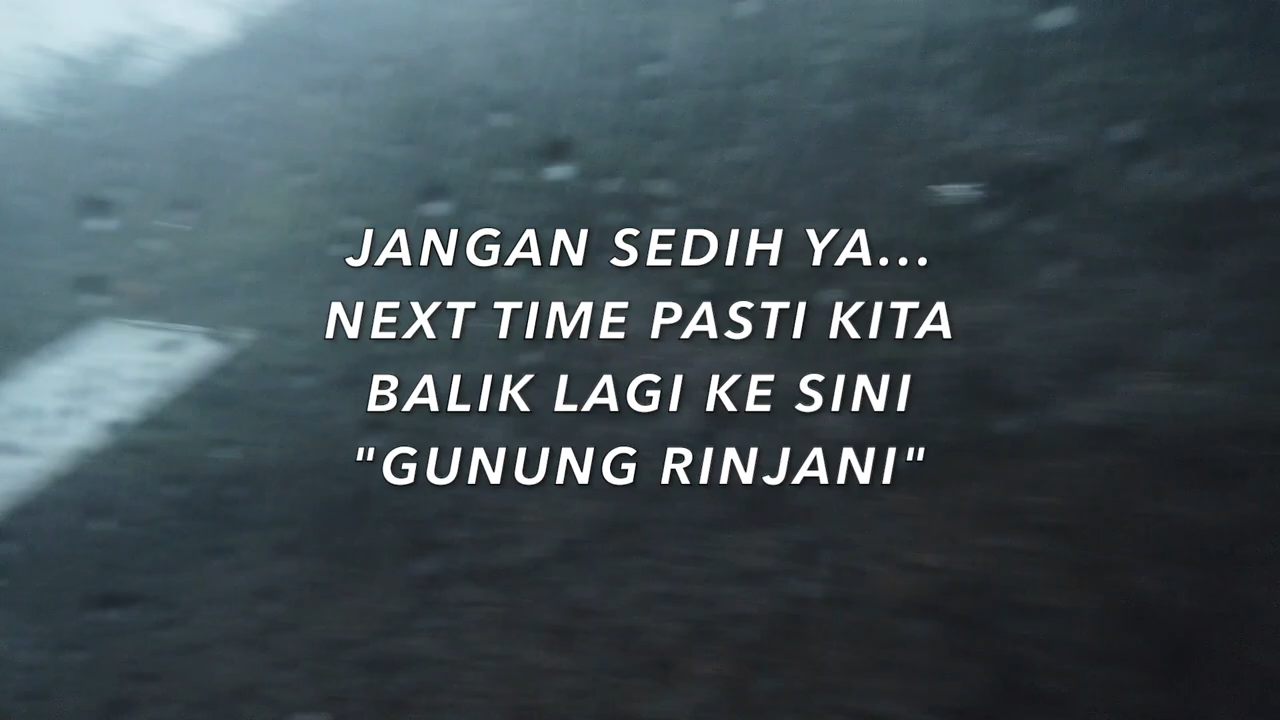 JANGAN SEDIH YA...
NEXT TIME PASTI KITA
BALIK LAGI KE SINI
"GUNUNG RINJANI"